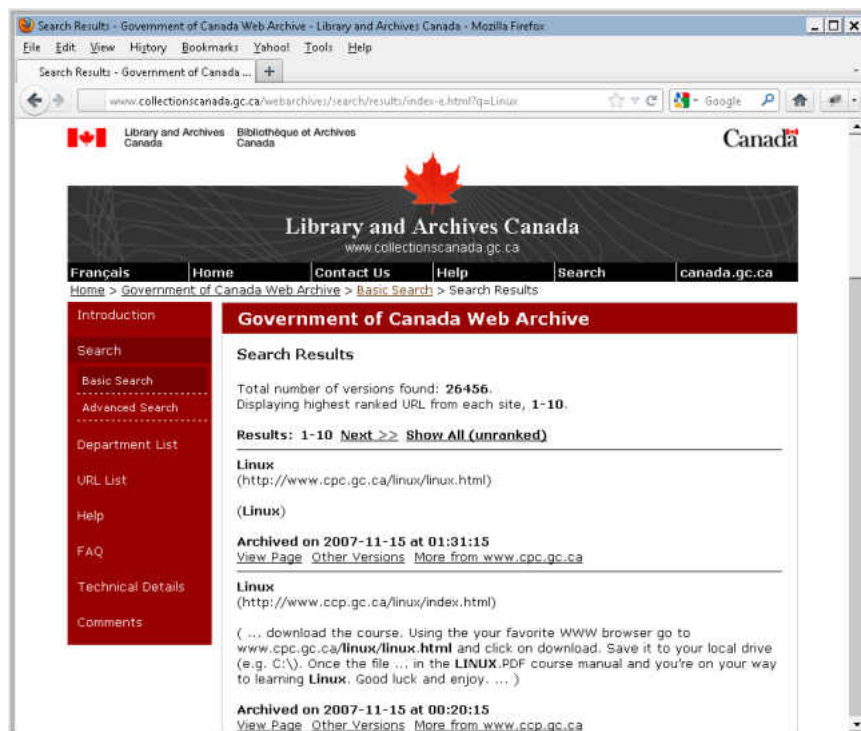 Search Results - Government of Canada Web Archive - Library and Archives Canada - Mozilla Firefox
File Edit View History Bookmarks Yahoo! Tools Help
Search Results - Government of Canada ... +
www.collectionscanada.gc.ca/webarchives/search/results/index-e.html?q=Linux
Google
Library and Archives Canada Bibliothèque et Archives Canada
Canada
Library and Archives Canada
www.collectionscanada.gc.ca
Français Home Contact Us Help Search canada.gc.ca
Home > Government of Canada Web Archive > Basic Search > Search Results
Introduction
Search
Basic Search
Advanced Search
Department List
URL List
Help
FAQ
Technical Details
Comments
Government of Canada Web Archive
Search Results
Total number of versions found: 26456.
Displaying highest ranked URL from each site, 1-10.
Results: 1-10 Next >> Show All (unranked)
Linux
(http://www.cpc.gc.ca/linux/linux.html)
(Linux)
Archived on 2007-11-15 at 01:31:15
View Page Other Versions More from www.cpc.gc.ca
Linux
(http://www.ccp.gc.ca/linux/index.html)
( ... download the course. Using the your favorite WWW browser go to
www.cpc.gc.ca/linux/linux.html and click on download. Save it to your local drive
(e.g. C:\). Once the file ... in the LINUX.PDF course manual and you're on your way
to learning Linux. Good luck and enjoy. ... )
Archived on 2007-11-15 at 00:20:15
View Page Other Versions More from www.ccp.gc.ca